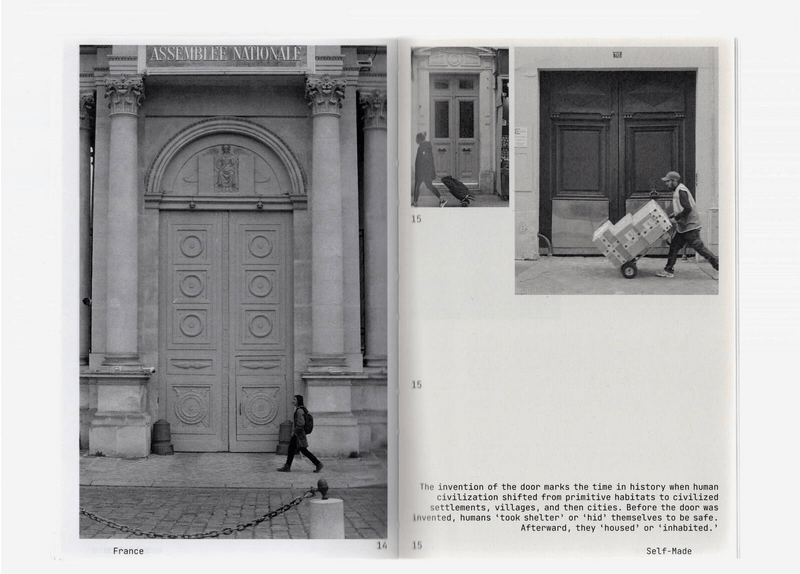 ASSEMBLEE NATIONALE
15
15
The invention of the door marks the time in history when human
civilization shifted from primitive habitats to civilized
settlements, villages, and then cities. Before the door was
invented, humans ‘took shelter’ or ‘hid’ themselves to be safe.
Afterward, they ‘housed’ or ‘inhabited.’
France
14
15
Self-Made